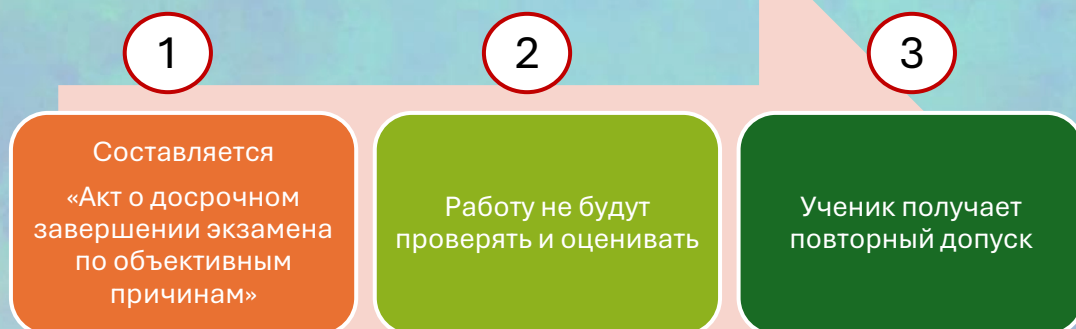 1
Составляется
«Акт о досрочном
завершении экзамена
по объективным
причинам»
2
Работу не будут
проверять и оценивать
3
Ученик получает
повторный допуск